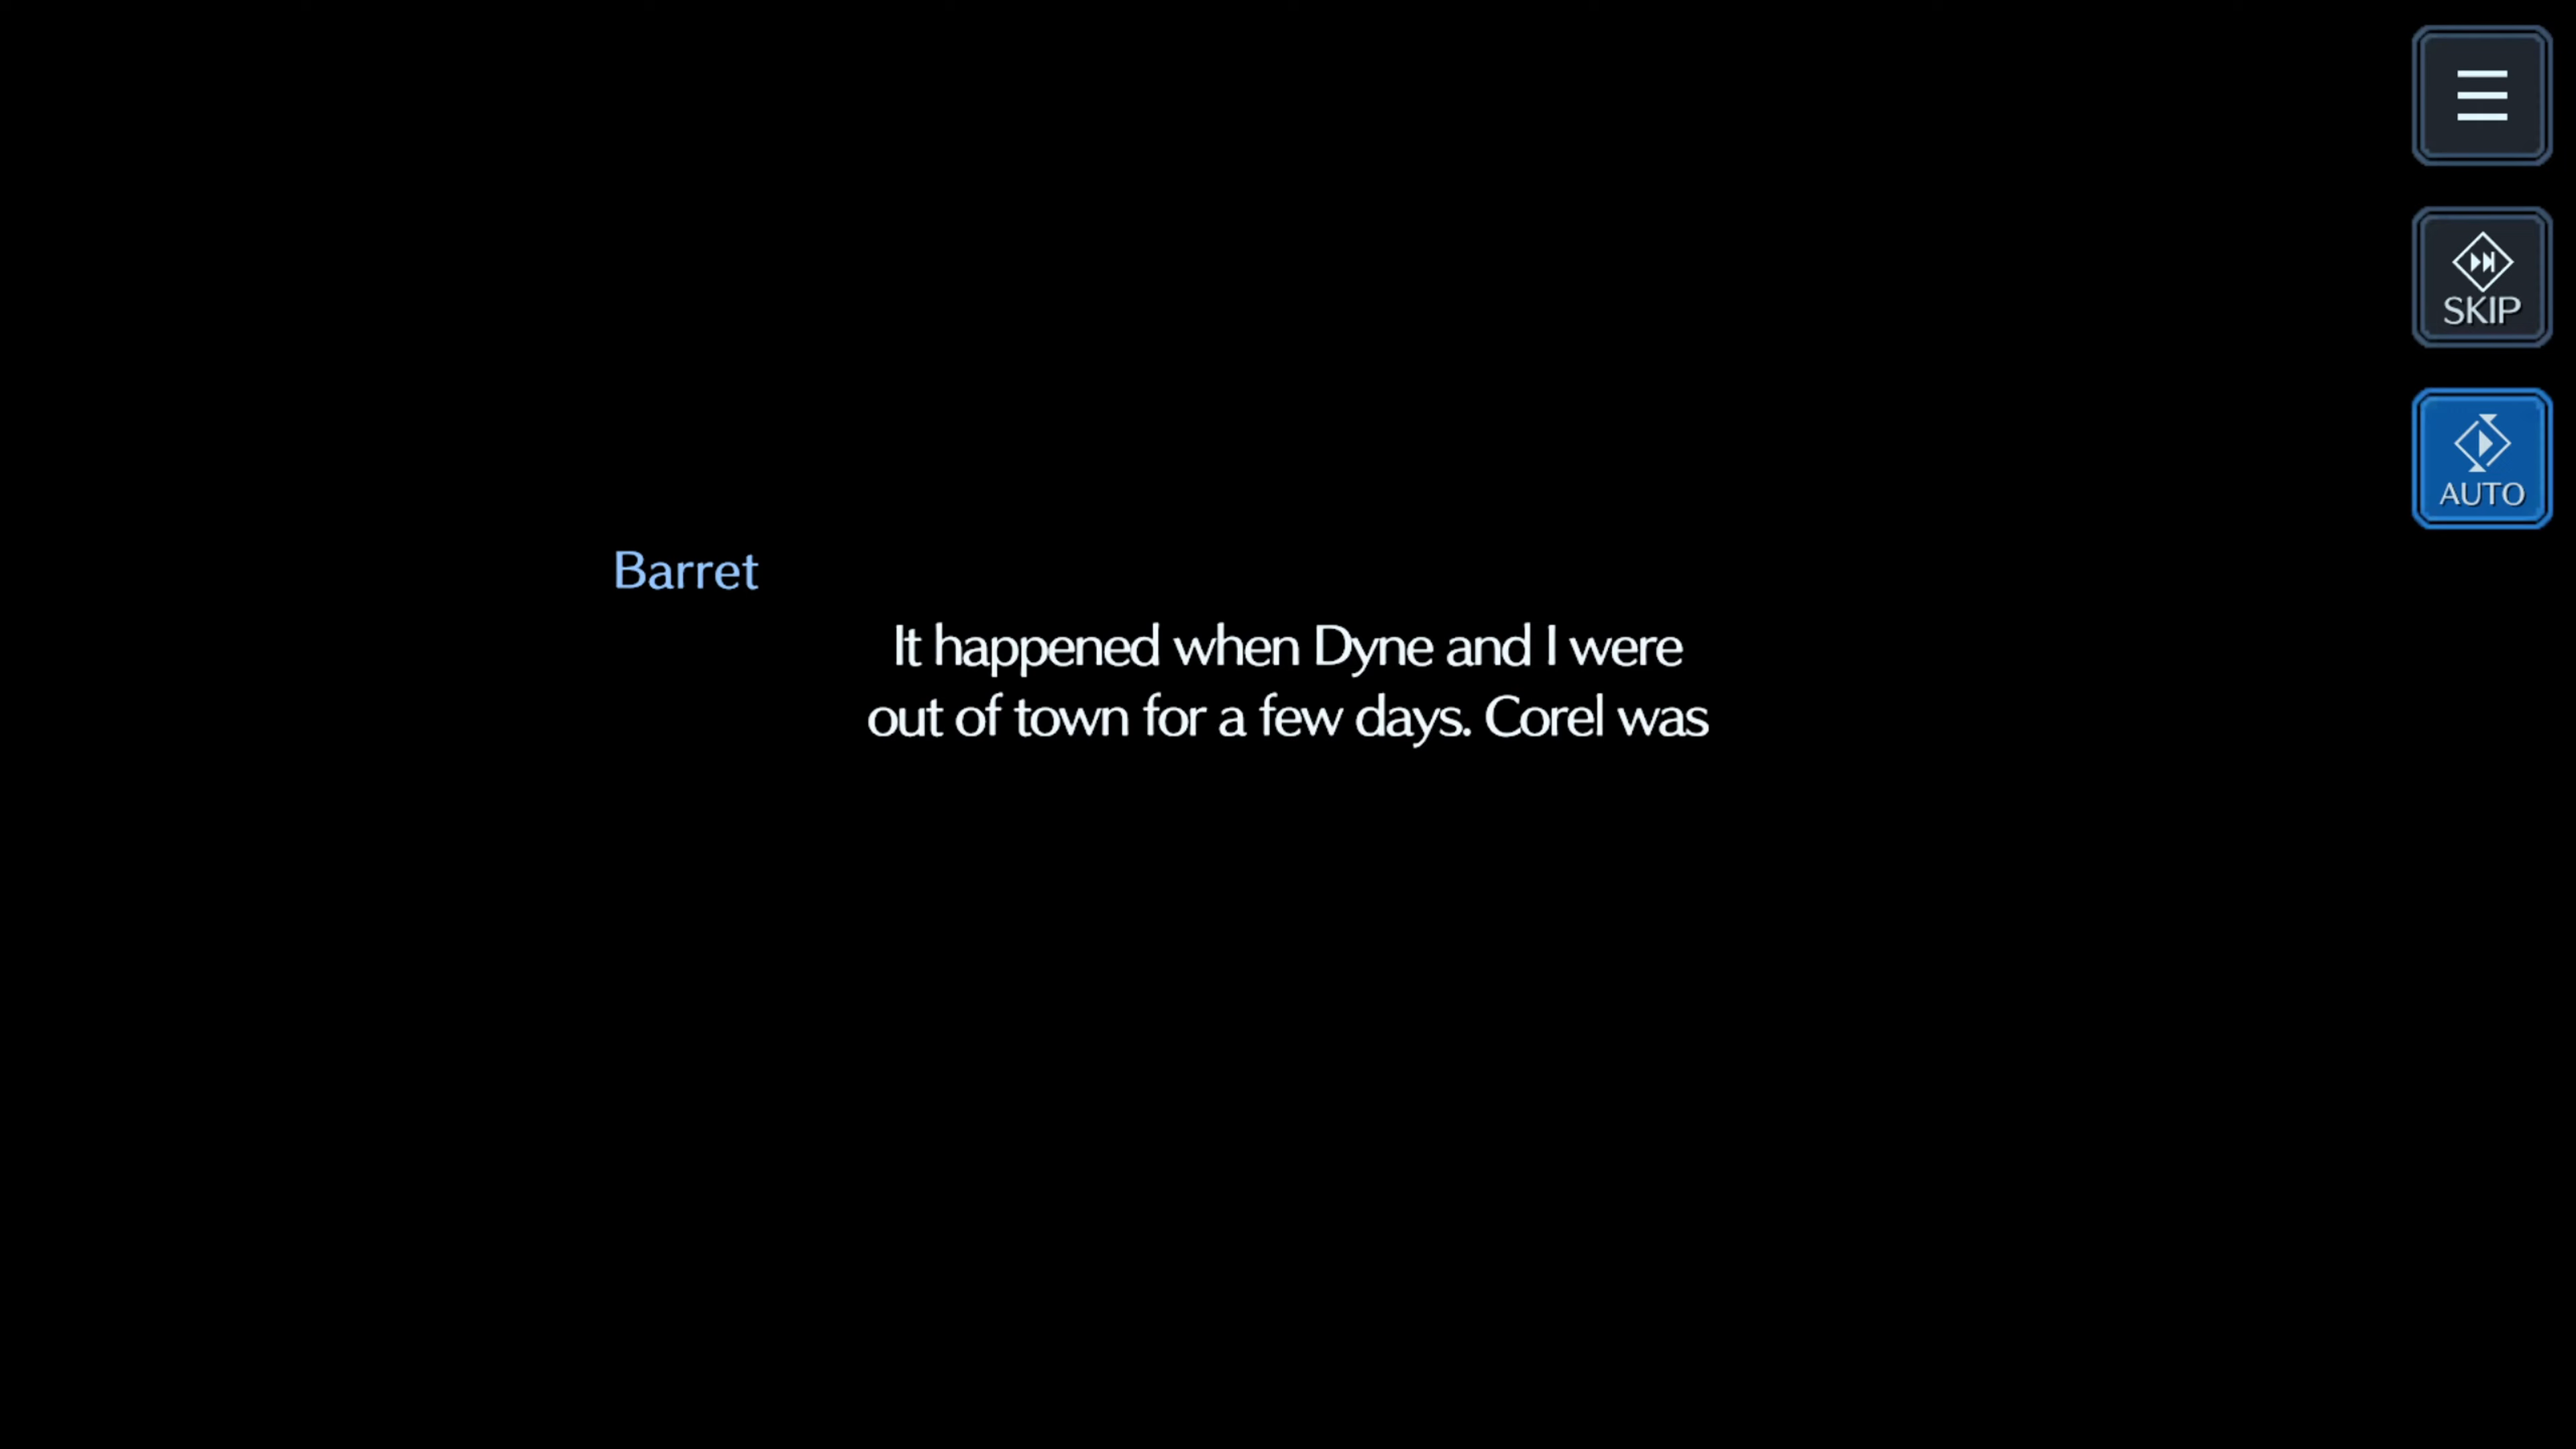 SKIP
AUTO
Barret
It happened when Dyne and I were
out of town for a few days. Corel was